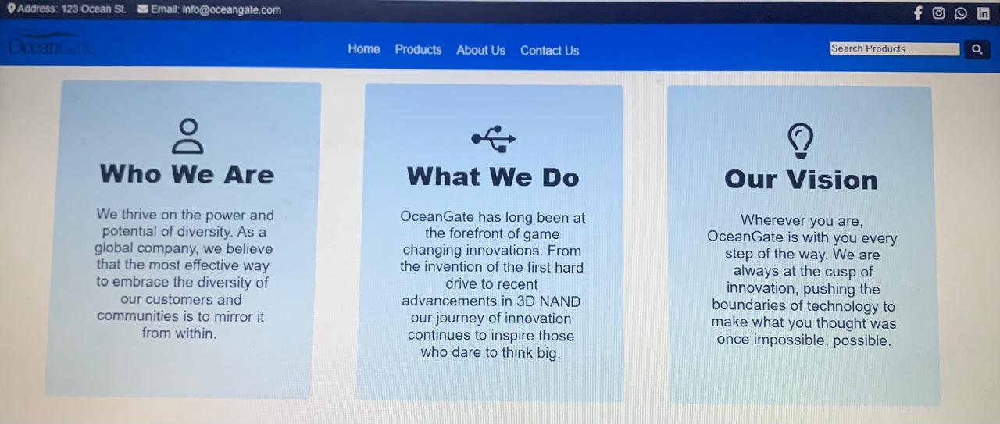 Address: 123 Ocean St. Email: info@oceangate.com
OceanGate
Home Products About Us Contact Us
Search Products...
Who We Are
We thrive on the power and
potential of diversity. As a
global company, we believe
that the most effective way
to embrace the diversity of
our customers and
communities is to mirror it
from within.
What We Do
OceanGate has long been at
the forefront of game
changing innovations. From
the invention of the first hard
drive to recent
advancements in 3D NAND
our journey of innovation
continues to inspire those
who dare to think big.
Our Vision
Wherever you are,
OceanGate is with you every
step of the way. We are
always at the cusp of
innovation, pushing the
boundaries of technology to
make what you thought was
once impossible, possible.